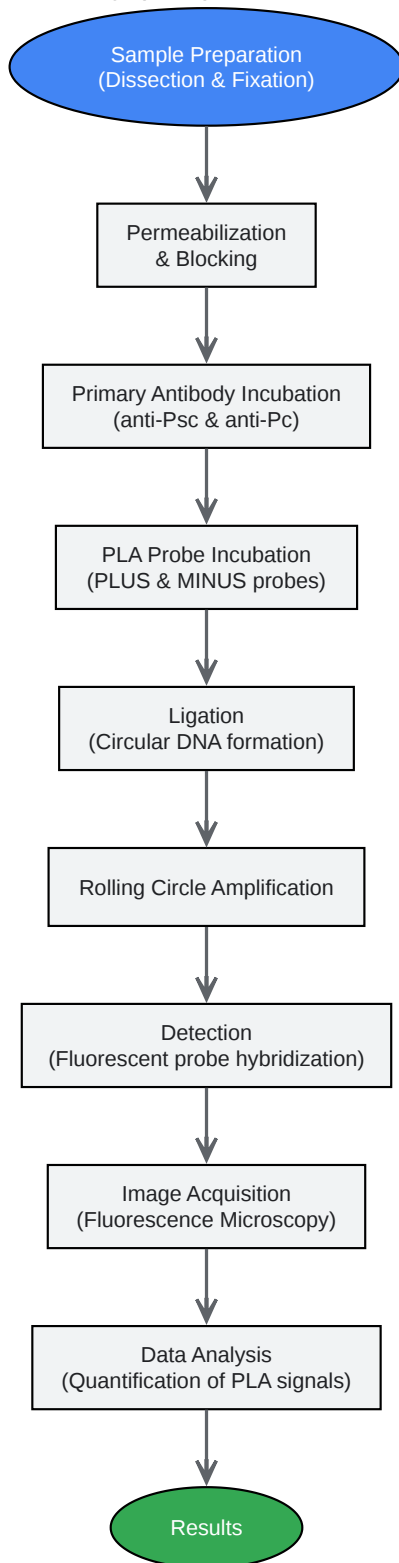 Sample Preparation
(Dissection & Fixation)
Permeabilization
& Blocking
Primary Antibody Incubation
(anti-Psc & anti-Pc)
PLA Probe Incubation
(PLUS & MINUS probes)
Ligation
(Circular DNA formation)
Rolling Circle Amplification
Detection
(Fluorescent probe hybridization)
Image Acquisition
(Fluorescence Microscopy)
Data Analysis
(Quantification of PLA signals)
Results